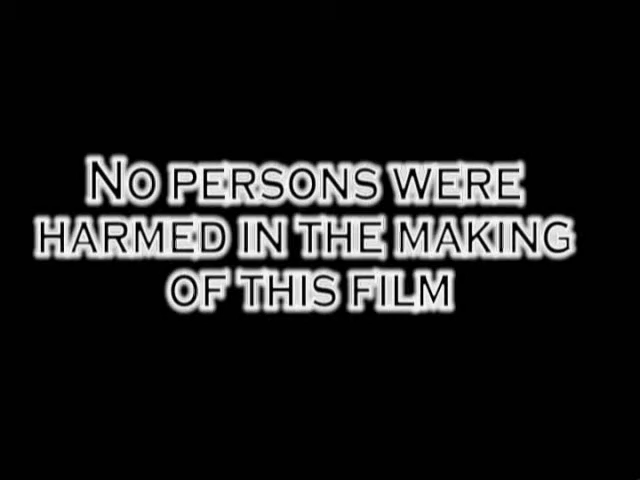 No persons were
harmed in the making
of this film